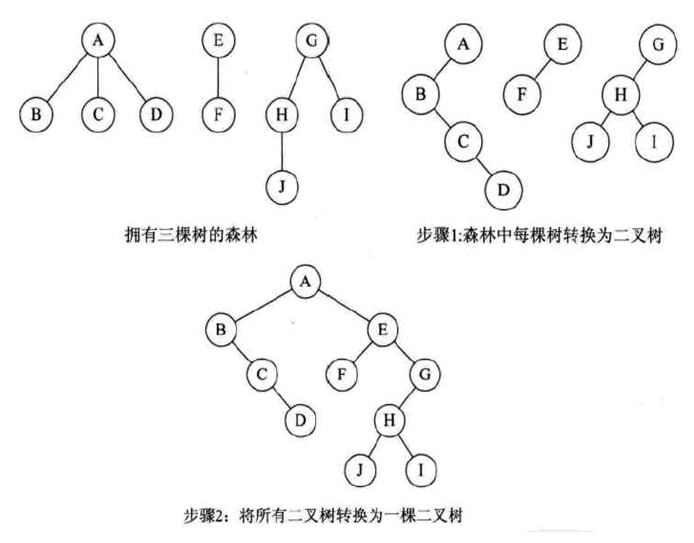 A E G
B C D F H I
J
拥有三棵树的森林
A E G
B F H
C J I
D
步骤1:森林中每棵树转换为二叉树
A
B E
C F G
D H
J I
步骤2：将所有二叉树转换为一棵二叉树